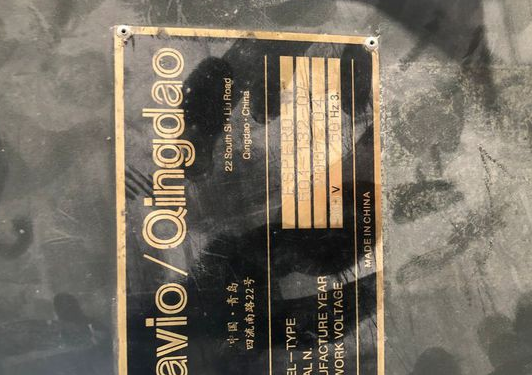 avio / Qingdao
中国·青岛
四流南路22号
22 South Si · Liu Road
Qingdao · China
EL–TYPE ESPERO
AL N.
UFACTURE YEAR
WORK VOLTAGE V Hz 3.
MADE IN CHINA